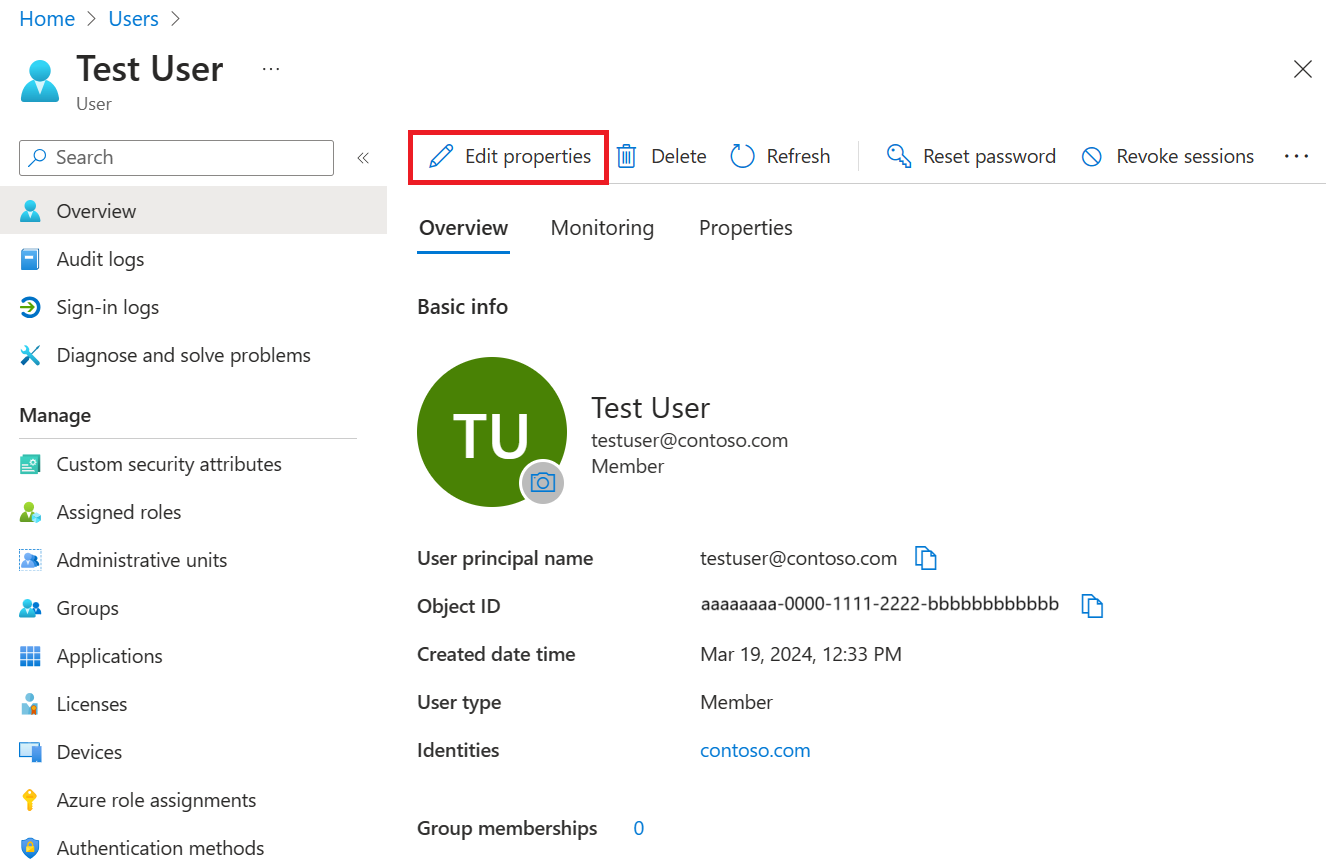 Home > Users >
Test User ...
User
Search
«
Overview
Audit logs
Sign-in logs
Diagnose and solve problems
Manage
Custom security attributes
Assigned roles
Administrative units
Groups
Applications
Licenses
Devices
Azure role assignments
Authentication methods
Edit properties Delete Refresh Reset password Revoke sessions ...
Overview Monitoring Properties
Basic info
TU
Test User
testuser@contoso.com
Member
User principal name testuser@contoso.com
Object ID aaaaaaaa-0000-1111-2222-bbbbbbbbbbbb
Created date time Mar 19, 2024, 12:33 PM
User type Member
Identities contoso.com
Group memberships 0